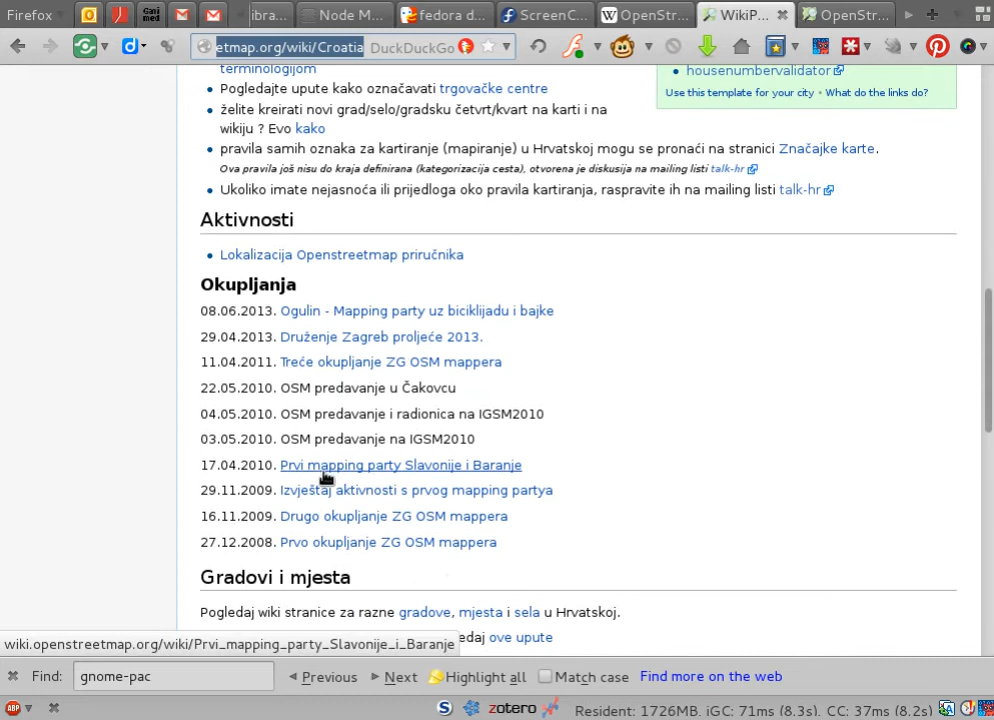 Firefox
ibra...
Node M...
fedora d...
ScreenC...
OpenStr...
WikiP...
OpenStr...
etmap.org/wiki/Croatia DuckDuckGo
terminologijom
housenumbervalidator
Pogledajte upute kako označavati trgovačke centre
Use this template for your city • What do the links do?
želite kreirati novi grad/selo/gradsku četvrt/kvart na karti i na
wikiju ? Evo kako
pravila samih oznaka za kartiranje (mapiranje) u Hrvatskoj mogu se pronaći na stranici Značajke karte.
Ova pravila još nisu do kraja definirana (kategorizacija cesta), otvorena je diskusija na mailing listi talk-hr
Ukoliko imate nejasnoća ili prijedloga oko pravila kartiranja, raspravite ih na mailing listi talk-hr
Aktivnosti
Lokalizacija Openstreetmap priručnika
Okupljanja
08.06.2013. Ogulin - Mapping party uz biciklijadu i bajke
29.04.2013. Druženje Zagreb proljeće 2013.
11.04.2011. Treće okupljanje ZG OSM mappera
22.05.2010. OSM predavanje u Čakovcu
04.05.2010. OSM predavanje i radionica na IGSM2010
03.05.2010. OSM predavanje na IGSM2010
17.04.2010. Prvi mapping party Slavonije i Baranje
29.11.2009. Izvještaj aktivnosti s prvog mapping partya
16.11.2009. Drugo okupljanje ZG OSM mappera
27.12.2008. Prvo okupljanje ZG OSM mappera
Gradovi i mjesta
Pogledaj wiki stranice za razne gradove, mjesta i sela u Hrvatskoj.
edaj ove upute
wiki.openstreetmap.org/wiki/Prvi_mapping_party_Slavonije_i_Baranje
Find: gnome-pac Previous Next Highlight all Match case Find more on the web
ABP zotero Resident: 1726MB. iGC: 71ms (8.3s). CC: 37ms (8.2s)